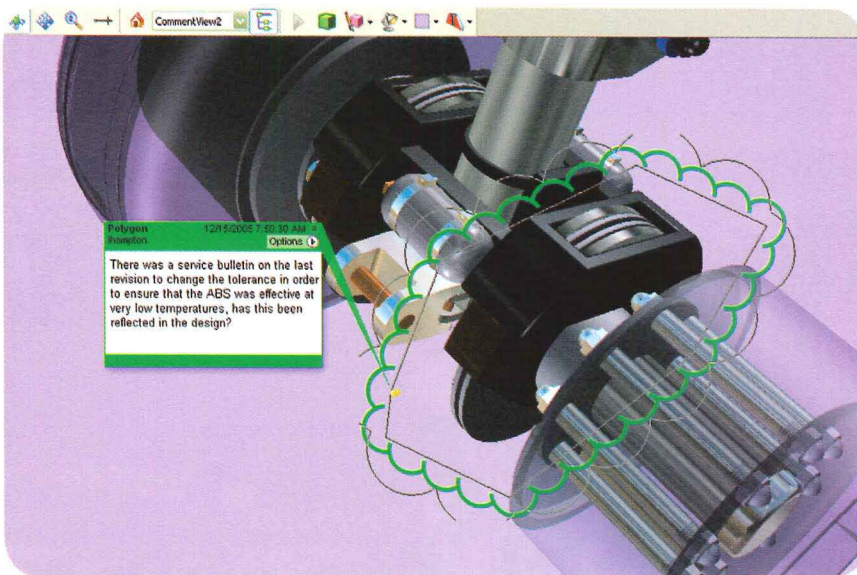 CommentView2
Polygon 12/15/2005 7:50:30 AM
lhampton
Options
There was a service bulletin on the last
revision to change the tolerance in order
to ensure that the ABS was effective at
very low temperatures, has this been
reflected in the design?